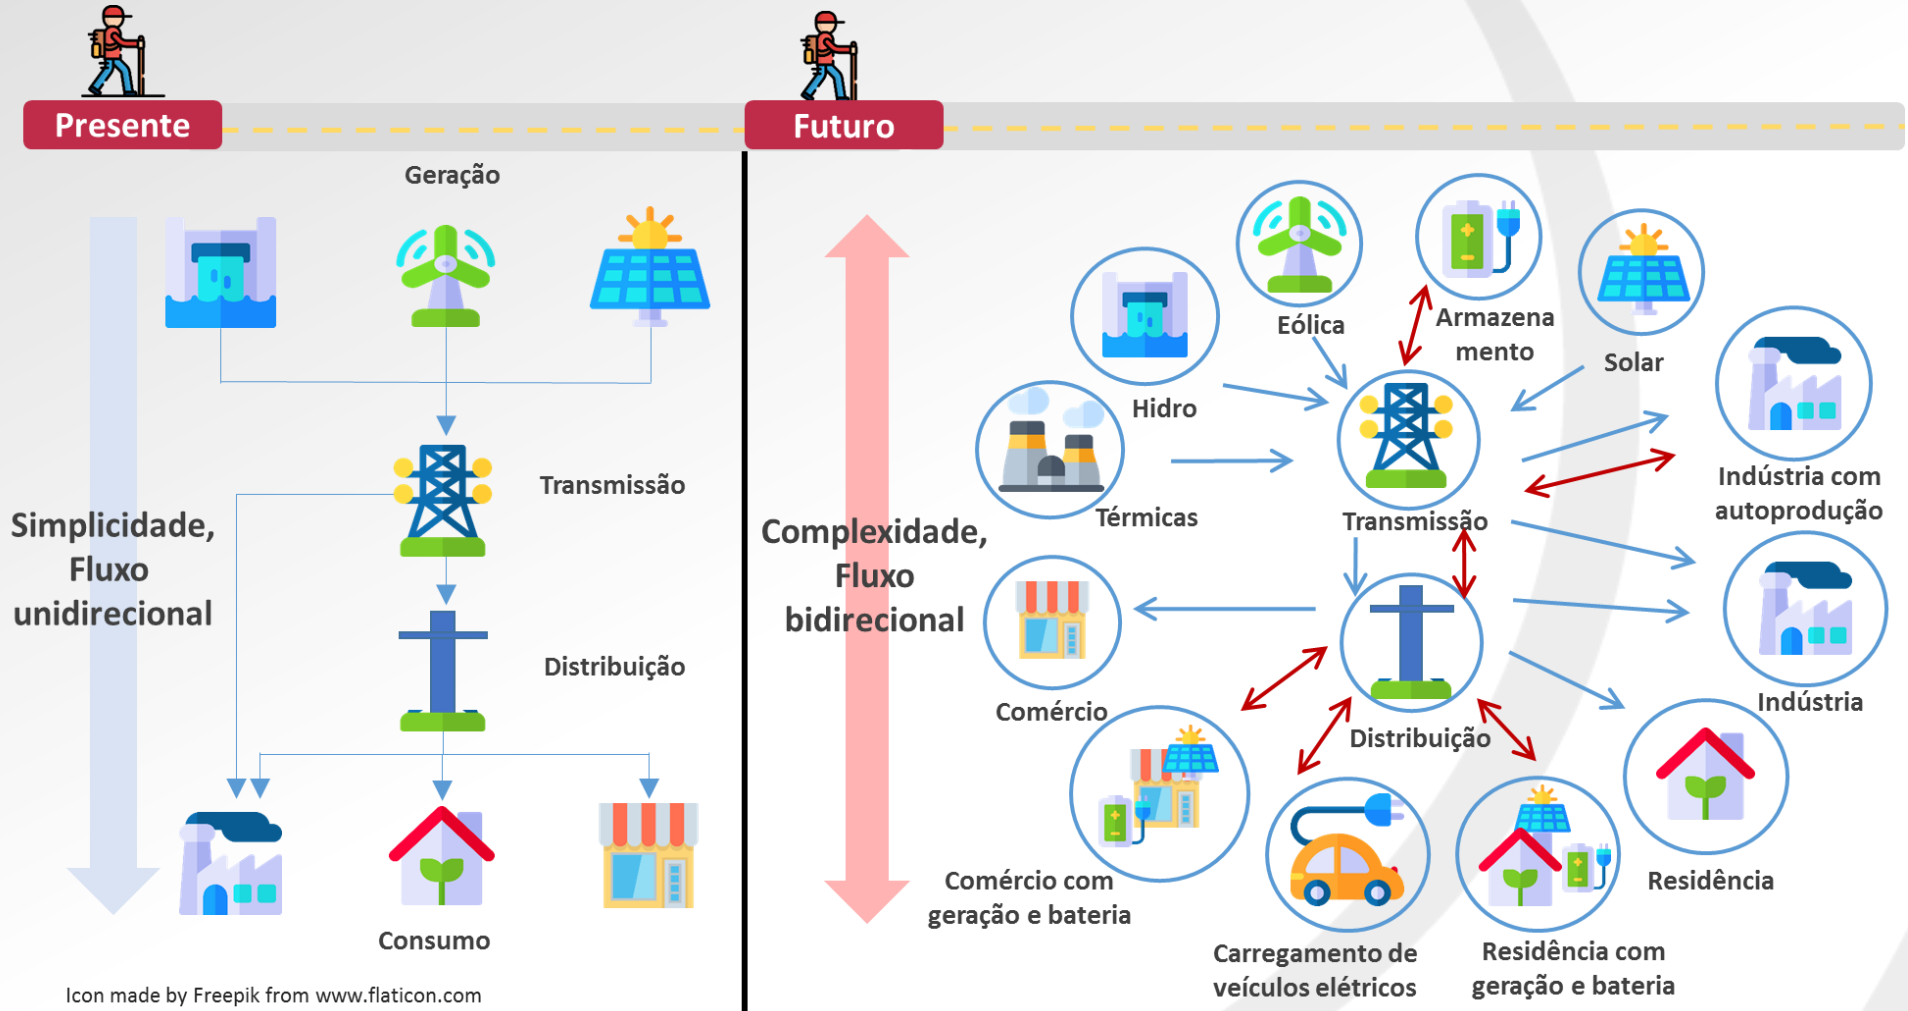 Presente
Futuro
Geração
Transmissão
Simplicidade,
Fluxo
unidirecional
Distribuição
Consumo
Icon made by Freepik from www.flaticon.com
Complexidade,
Fluxo
bidirecional
Eólica
Armazena
mento
Solar
Hidro
Térmicas
Transmissão
Indústria com
autoprodução
Indústria
Comércio
Distribuição
Residência
Comércio com
geração e bateria
Carregamento de
veículos elétricos
Residência com
geração e bateria